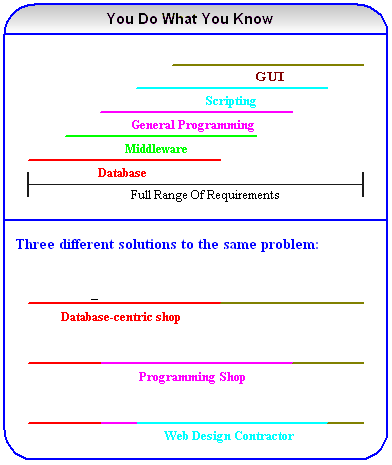 You Do What You Know
GUI
Scripting
General Programming
Middleware
Database
Full Range Of Requirements
Three different solutions to the same problem:
Database-centric shop
Programming Shop
Web Design Contractor